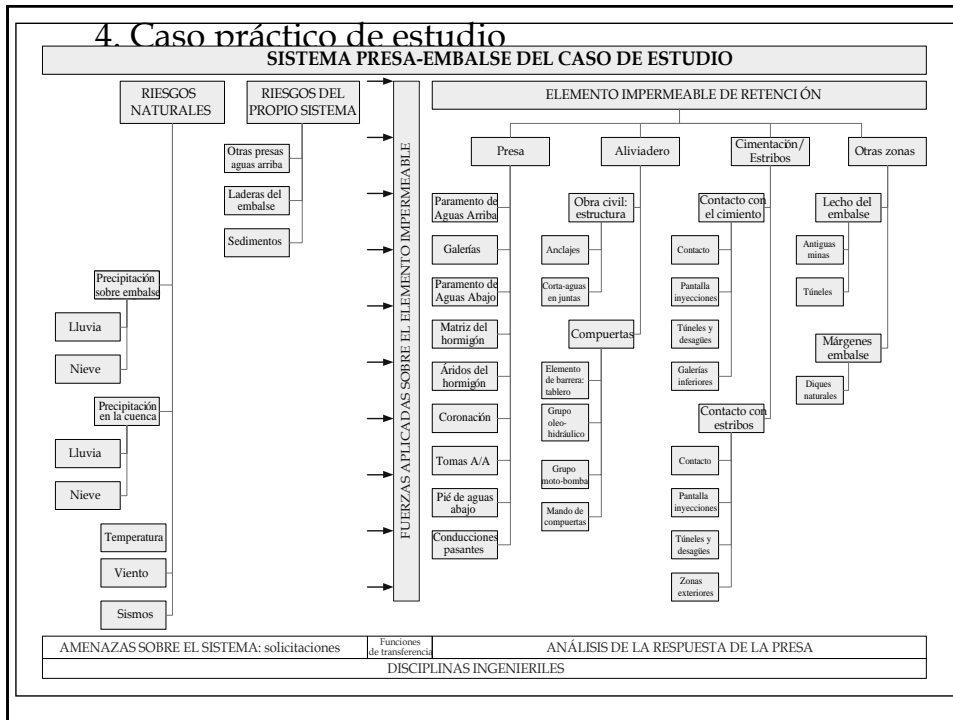 4. Caso práctico de estudio
SISTEMA PRESA-EMBALSE DEL CASO DE ESTUDIO
RIESGOS
NATURALES
Precipitación
sobre embalse
Lluvia
Nieve
Precipitación
en la cuenca
Lluvia
Nieve
Temperatura
Viento
Sismos
RIESGOS DEL
PROPIO SISTEMA
Otras presas
aguas arriba
Laderas del
embalse
Sedimentos
FUERZAS APLICADAS SOBRE EL ELEMENTO IMPERMEABLE
ELEMENTO IMPERMEABLE DE RETENCIÓN
Presa
Paramento de
Aguas Arriba
Galerías
Paramento de
Aguas Abajo
Matriz del
hormigón
Áridos del
hormigón
Coronación
Tomas A/A
Pié de aguas
abajo
Conducciones
pasantes
Aliviadero
Obra civil:
estructura
Anclajes
Corta-aguas
en juntas
Compuertas
Elemento
de barrera:
tablero
Grupo
oleo-
hidráulico
Grupo
moto-bomba
Mando de
compuertas
Cimentación/
Estribos
Contacto con
el cimiento
Contacto
Pantalla
inyecciones
Túneles y
desagües
Galerías
inferiores
Contacto con
estribos
Contacto
Pantalla
inyecciones
Túneles y
desagües
Zonas
exteriores
Otras zonas
Lecho del
embalse
Antiguas
minas
Túneles
Márgenes
embalse
Diques
naturales
AMENAZAS SOBRE EL SISTEMA: solicitaciones
Funciones
de transferencia
ANÁLISIS DE LA RESPUESTA DE LA PRESA
DISCIPLINAS INGENIERILES